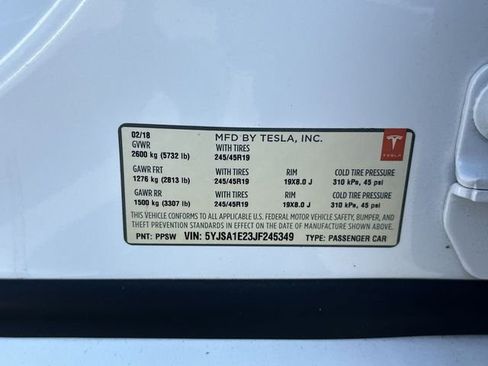 02/18 MFD BY TESLA, INC.
GVWR WITH TIRES
2600 kg (5732 lb) 245/45R19
GAWR FRT WITH TIRES RIM COLD TIRE PRESSURE
1276 kg (2813 lb) 245/45R19 19X8.0 J 310 kPa, 45 psi
GAWR RR WITH TIRES RIM COLD TIRE PRESSURE
1500 kg (3307 lb) 245/45R19 19X8.0 J 310 kPa, 45 psi
THIS VEHICLE CONFORMS TO ALL APPLICABLE U.S. FEDERAL MOTOR VEHICLE SAFETY, BUMPER, AND
THEFT PREVENTION STANDARDS IN EFFECT ON THE DATE OF MANUFACTURE SHOWN ABOVE.
PNT: PPSW VIN: 5YJSA1E23JF245349 TYPE: PASSENGER CAR
TESLA